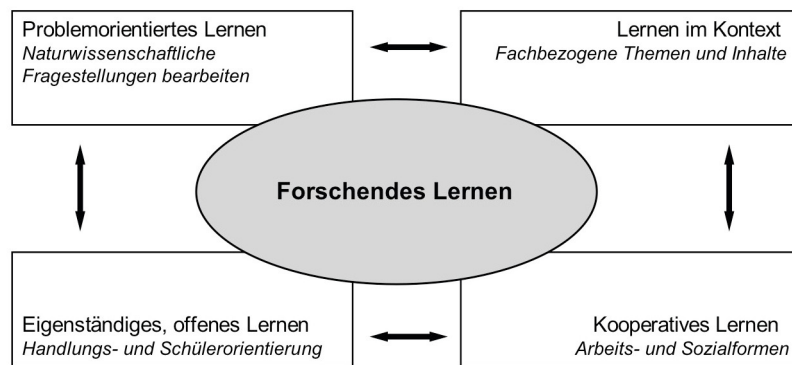 Problemorientiertes Lernen
Naturwissenschaftliche
Fragestellungen bearbeiten
Lernen im Kontext
Fachbezogene Themen und Inhalte
Forschendes Lernen
Eigenständiges, offenes Lernen
Handlungs- und Schülerorientierung
Kooperatives Lernen
Arbeits- und Sozialformen